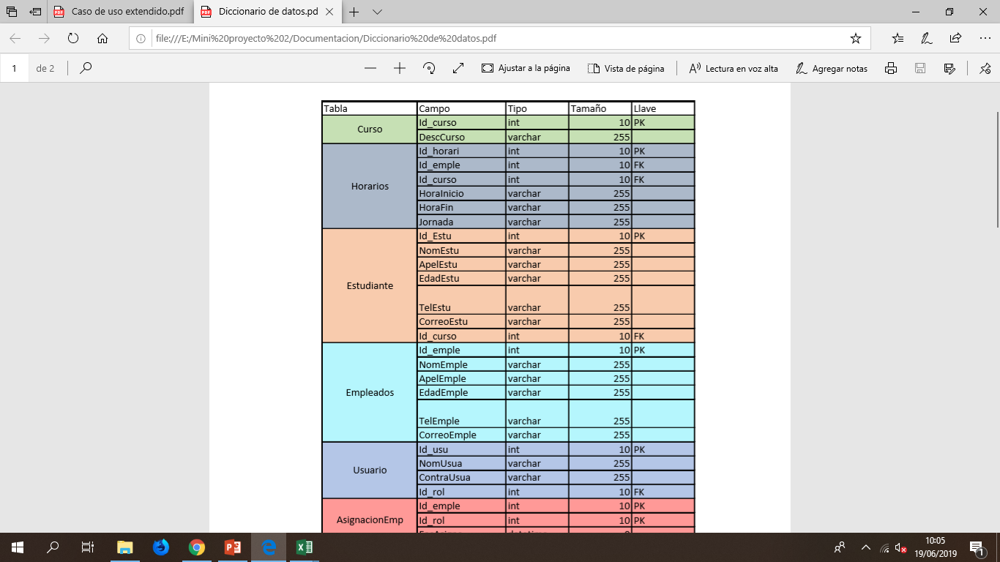 Caso de uso extendido.pdf
Diccionario de datos.pd
file:///E:/Mini%20proyecto%202/Documentacion/Diccionario%20de%20datos.pdf
1 de 2 Ajustar a la página Vista de página Lectura en voz alta Agregar notas
Tabla Campo Tipo Tamaño Llave
Curso
Id_curso int 10 PK
DescCurso varchar 255
Horarios
Id_horari int 10 PK
Id_emple int 10 FK
Id_curso int 10 FK
HoraInicio varchar 255
HoraFin varchar 255
Jornada varchar 255
Estudiante
Id_Estu int 10 PK
NomEstu varchar 255
ApelEstu varchar 255
EdadEstu varchar 255
TelEstu varchar 255
CorreoEstu varchar 255
Id_curso int 10 FK
Empleados
Id_emple int 10 PK
NomEmple varchar 255
ApelEmple varchar 255
EdadEmple varchar 255
TelEmple varchar 255
CorreoEmple varchar 255
Usuario
Id_usu int 10 PK
NomUsua varchar 255
ContraUsua varchar 255
Id_rol int 10 FK
AsignacionEmp
Id_emple int 10 PK
Id_rol int 10 PK
10:05
19/06/2019
1